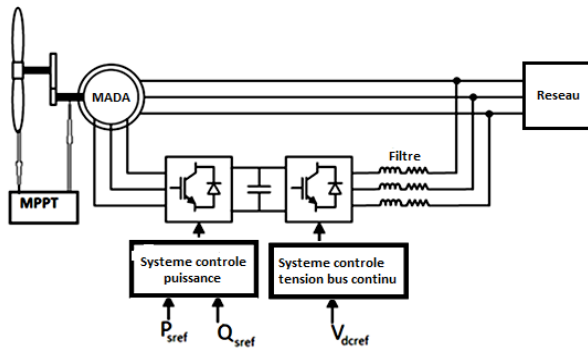 MADA
Reseau
Filtre
MPPT
Systeme controle
puissance
Systeme controle
tension bus continu
Psref
Qsref
Vdcref